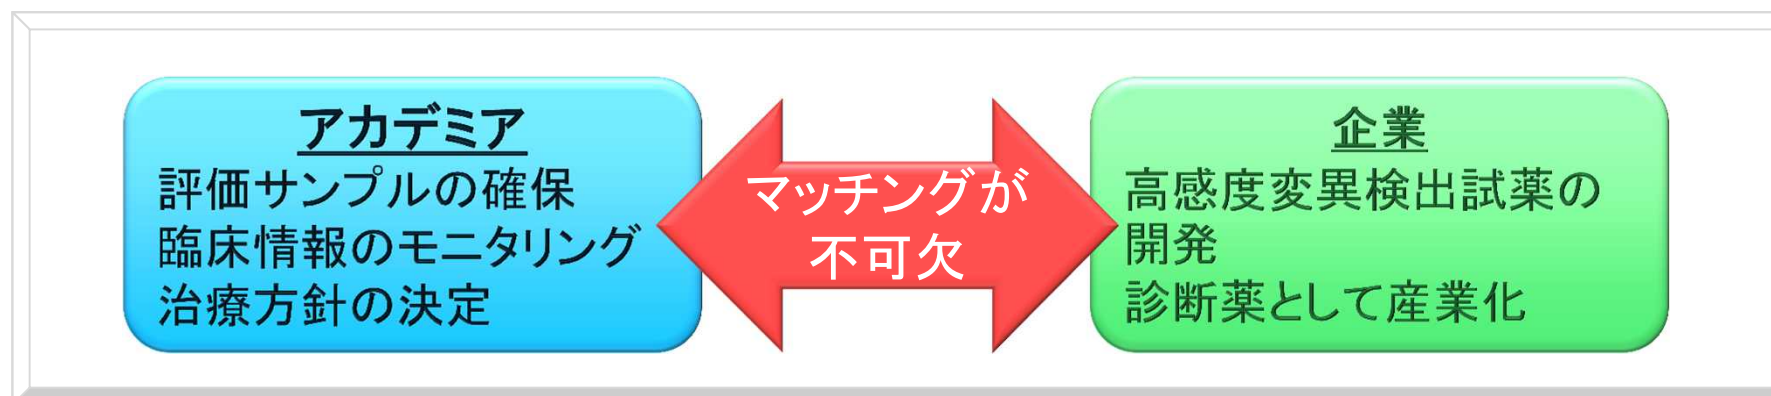 アカデミア
評価サンプルの確保
臨床情報のモニタリング
治療方針の決定
マッチングが
不可欠
企業
高感度変異検出試薬の
開発
診断薬として産業化